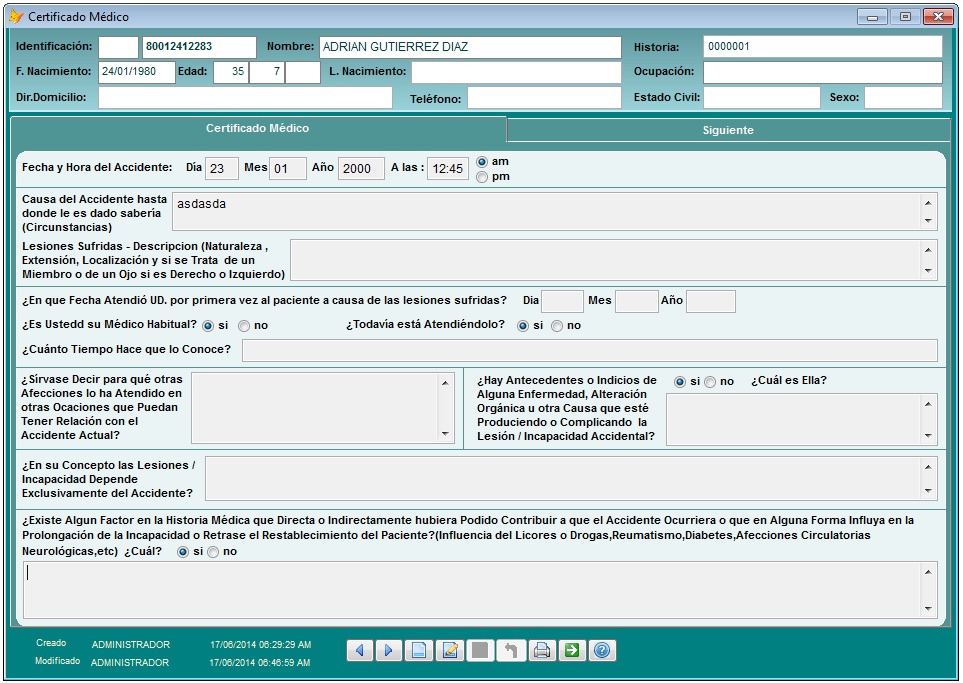 Certificado Médico
Identificación: 80012412283 Nombre: ADRIAN GUTIERREZ DIAZ Historia: 0000001
F. Nacimiento: 24/01/1980 Edad: 35 7 L. Nacimiento: Ocupación:
Dir.Domicilio: Teléfono: Estado Civil: Sexo:
Certificado Médico Siguiente
Fecha y Hora del Accidente: Día 23 Mes 01 Año 2000 A las : 12:45 am
pm
Causa del Accidente hasta
donde le es dado sabería
(Circunstancias)
asdasda
Lesiones Sufridas - Descripcion (Naturaleza ,
Extensión, Localización y si se Trata de un
Miembro o de un Ojo si es Derecho o Izquierdo)
¿En que Fecha Atendió UD. por primera vez al paciente a causa de las lesiones sufridas? Dia Mes Año
¿Es Ustedd su Médico Habitual? si no ¿Todavia está Atendiéndolo? si no
¿Cuánto Tiempo Hace que lo Conoce?
¿Sírvase Decir para qué otras
Afecciones lo ha Atendido en
otras Ocaciones que Puedan
Tener Relación con el
Accidente Actual?
¿Hay Antecedentes o Indicios de
Alguna Enfermedad, Alteración
Orgánica u otra Causa que esté
Produciendo o Complicando la
Lesión / Incapacidad Accidental?
si no ¿Cuál es Ella?
¿En su Concepto las Lesiones /
Incapacidad Depende
Exclusivamente del Accidente?
¿Existe Algun Factor en la Historia Médica que Directa o Indirectamente hubiera Podido Contribuir a que el Accidente Ocurriera o que en Alguna Forma Influya en la
Prolongación de la Incapacidad o Retrase el Restablecimiento del Paciente?(Influencia del Licores o Drogas,Reumatismo,Diabetes,Afecciones Circulatorias
Neurológicas,etc) ¿Cuál? si no
Creado ADMINISTRADOR 17/06/2014 06:29:29 AM
Modificado ADMINISTRADOR 17/06/2014 06:46:59 AM